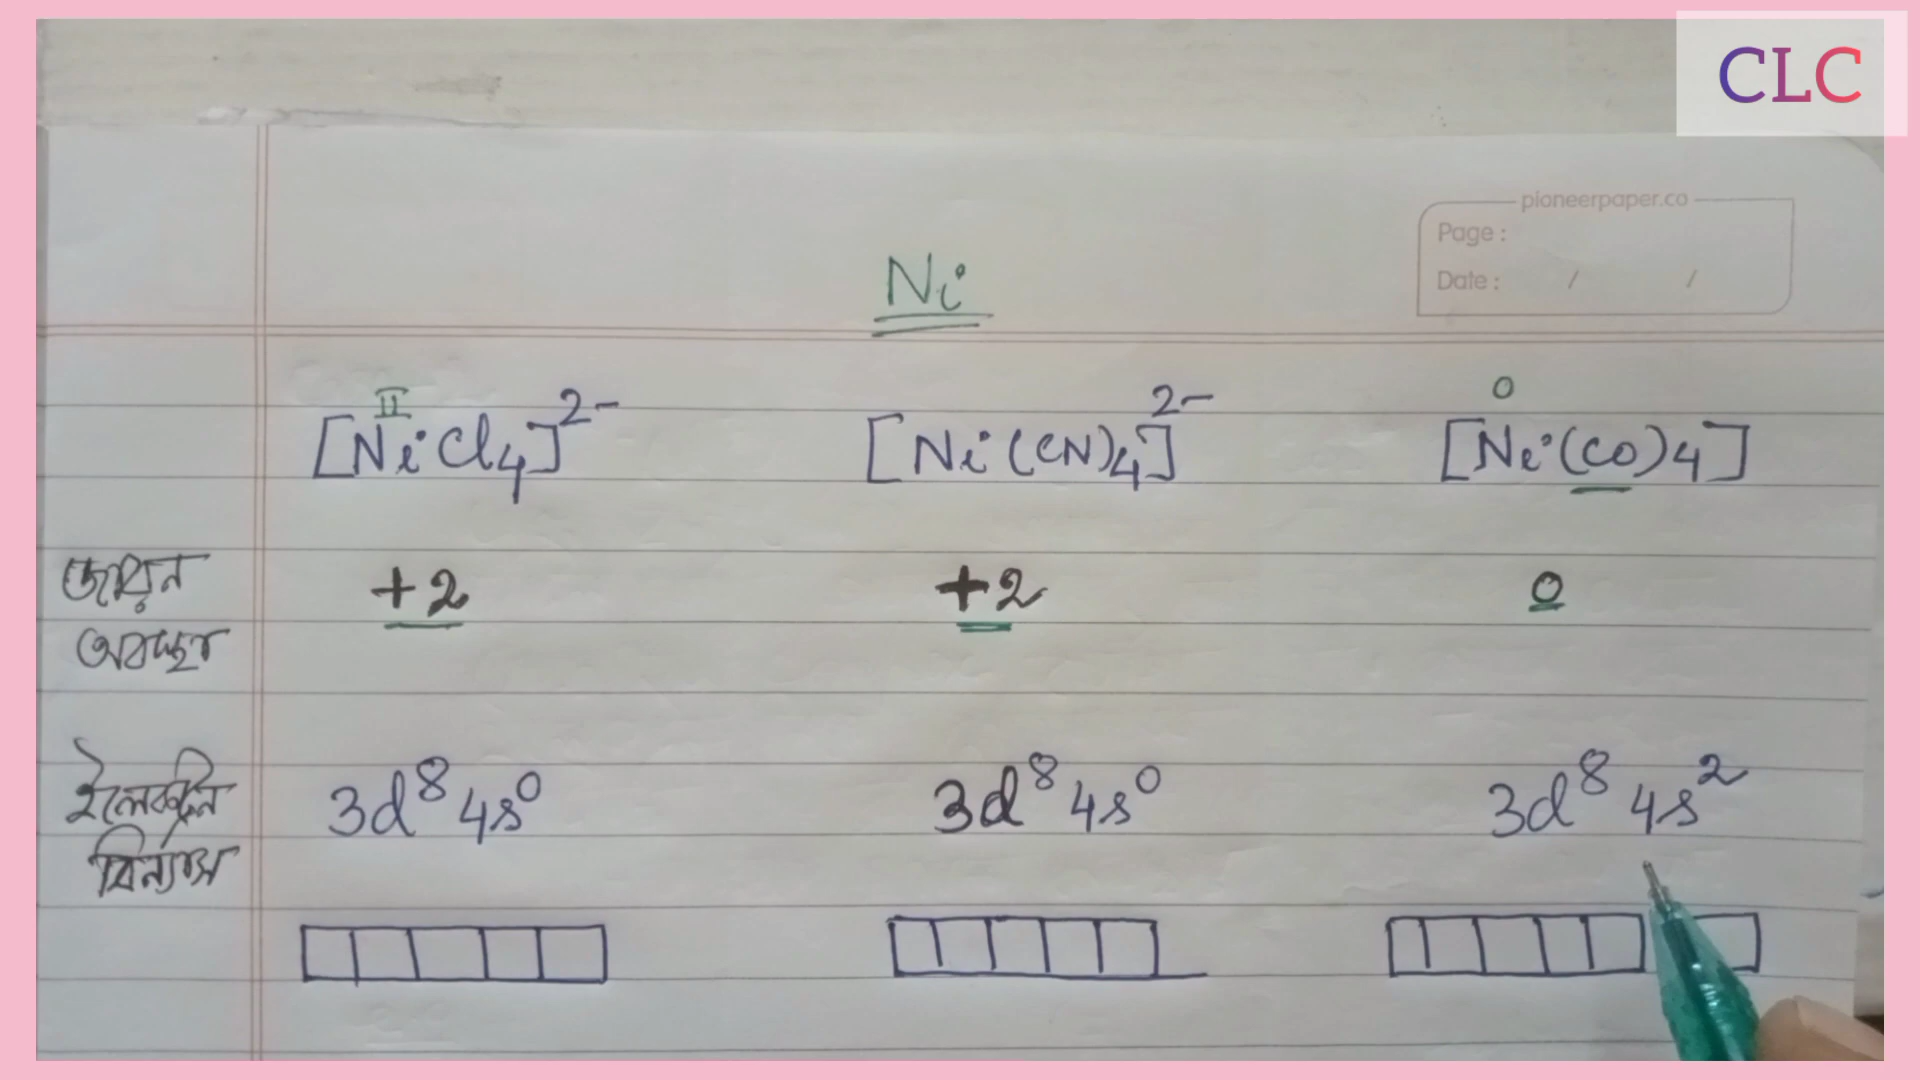 CLC
pioneerpaper.co
Page :
Date : / /
Ni
[NiCl4]2- [Ni(CN)4]2- [Ni(CO)4]
II 0
জারন +2 +2 0
অবস্থা
ইলেকট্রন 3d8 4s0 3d8 4s0 3d8 4s2
বিন্যাস